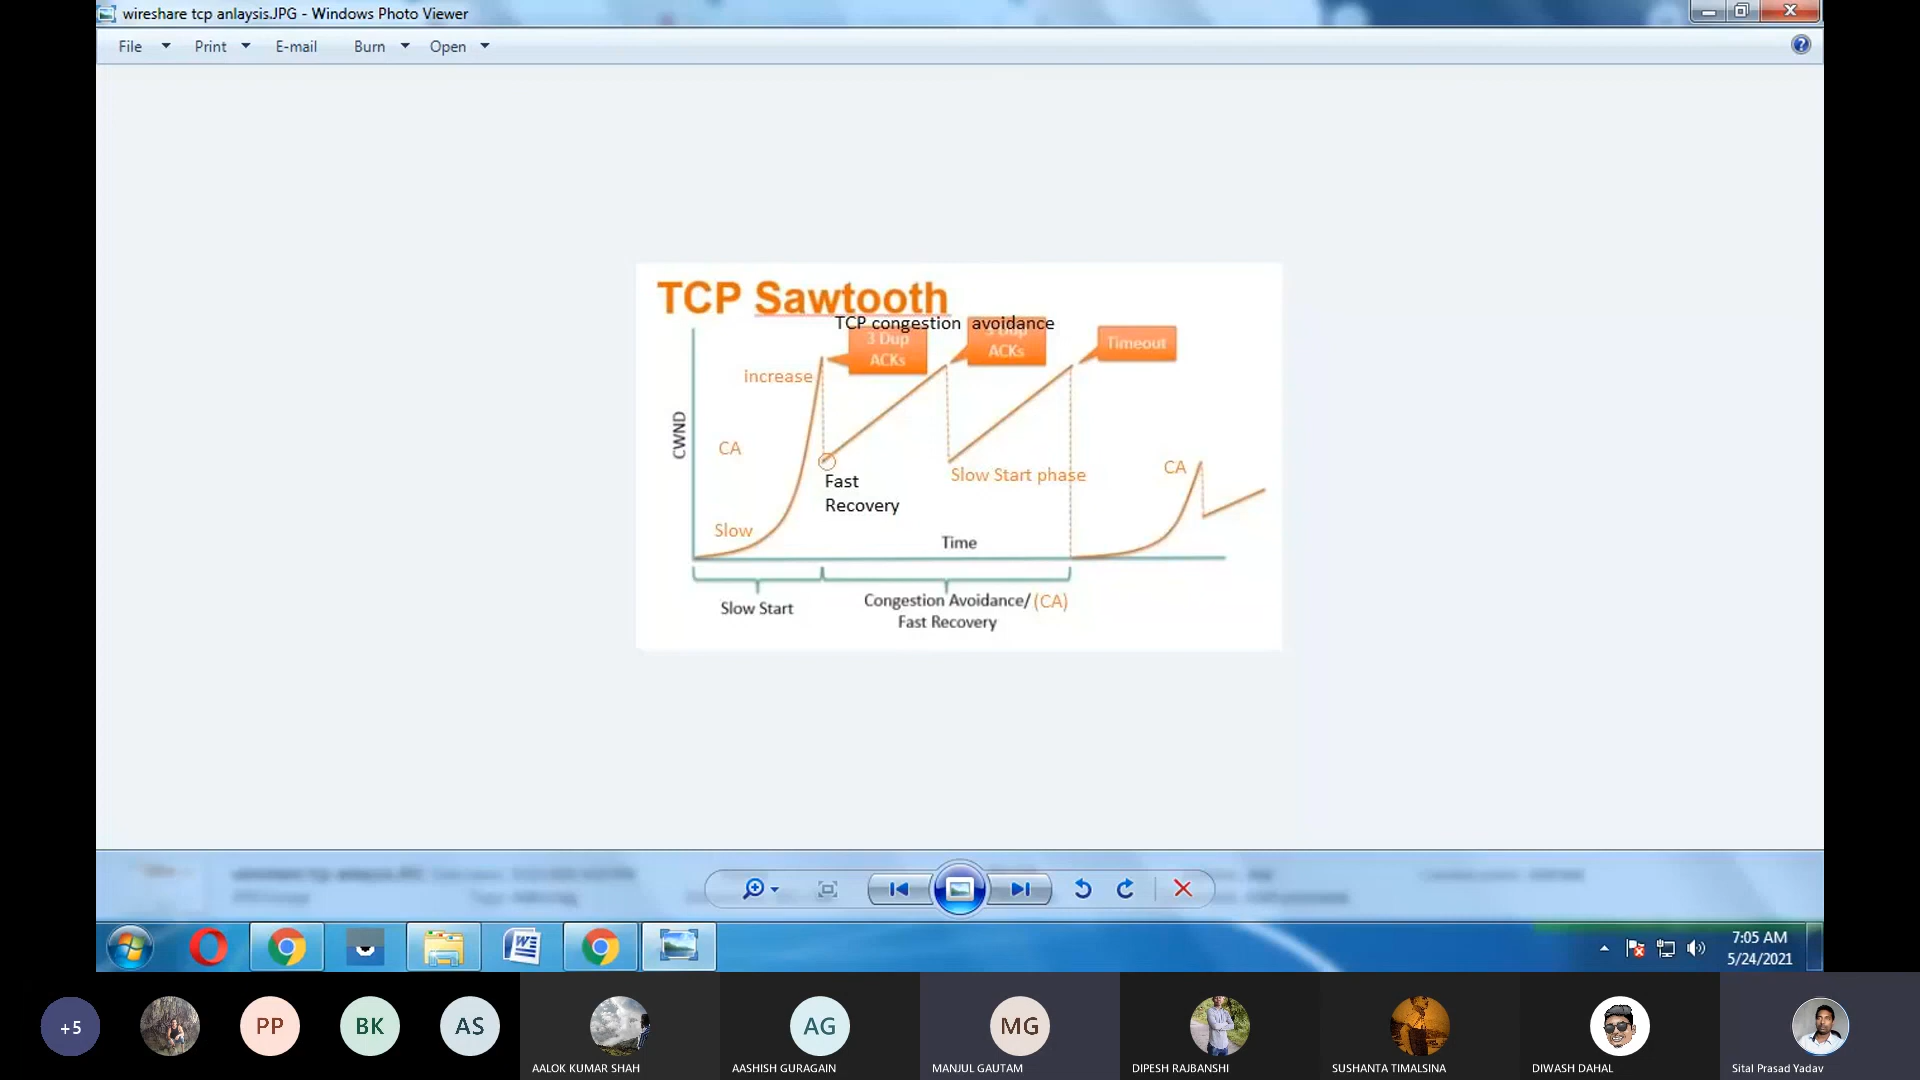 wireshare tcp anlaysis.JPG - Windows Photo Viewer
File Print E-mail Burn Open
TCP Sawtooth
TCP congestion avoidance
3 Dup
ACKs
3 Dup
ACKs
Timeout
increase
CWND
CA
Slow
Fast
Recovery
Slow Start phase
CA
Time
Slow Start
Congestion Avoidance/ (CA)
Fast Recovery
7:05 AM
5/24/2021
+5
PP
BK
AS
AG
MG
AALOK KUMAR SHAH
AASHISH GURAGAIN
MANJUL GAUTAM
DIPESH RAJBANSHI
SUSHANTA TIMALSINA
DIWASH DAHAL
Sital Prasad Yadav